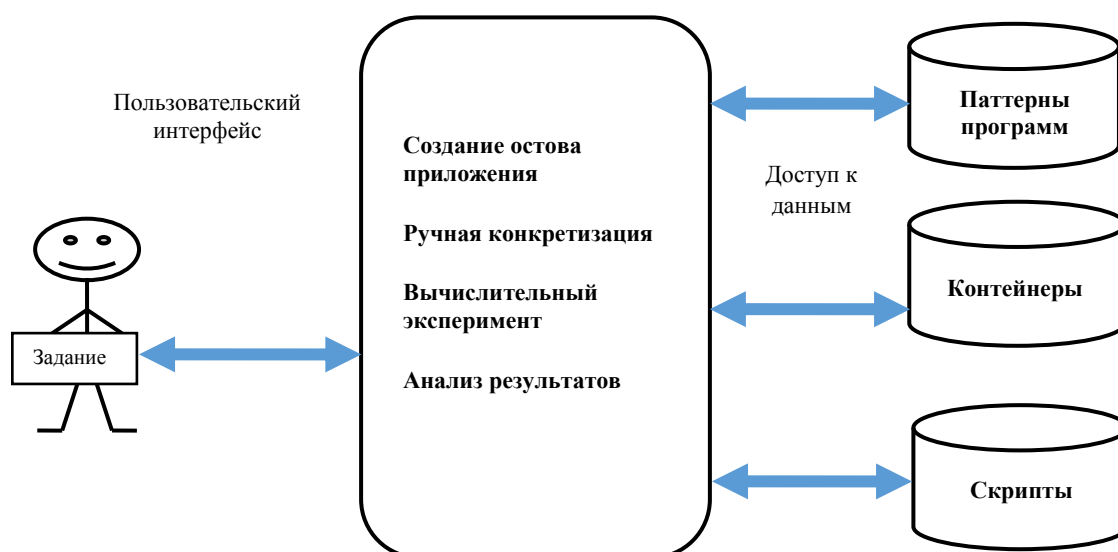 Пользовательский
интерфейс
Задание
Создание остова
приложения
Ручная конкретизация
Вычислительный
эксперимент
Анализ результатов
Доступ к
данным
Паттерны
программ
Контейнеры
Скрипты